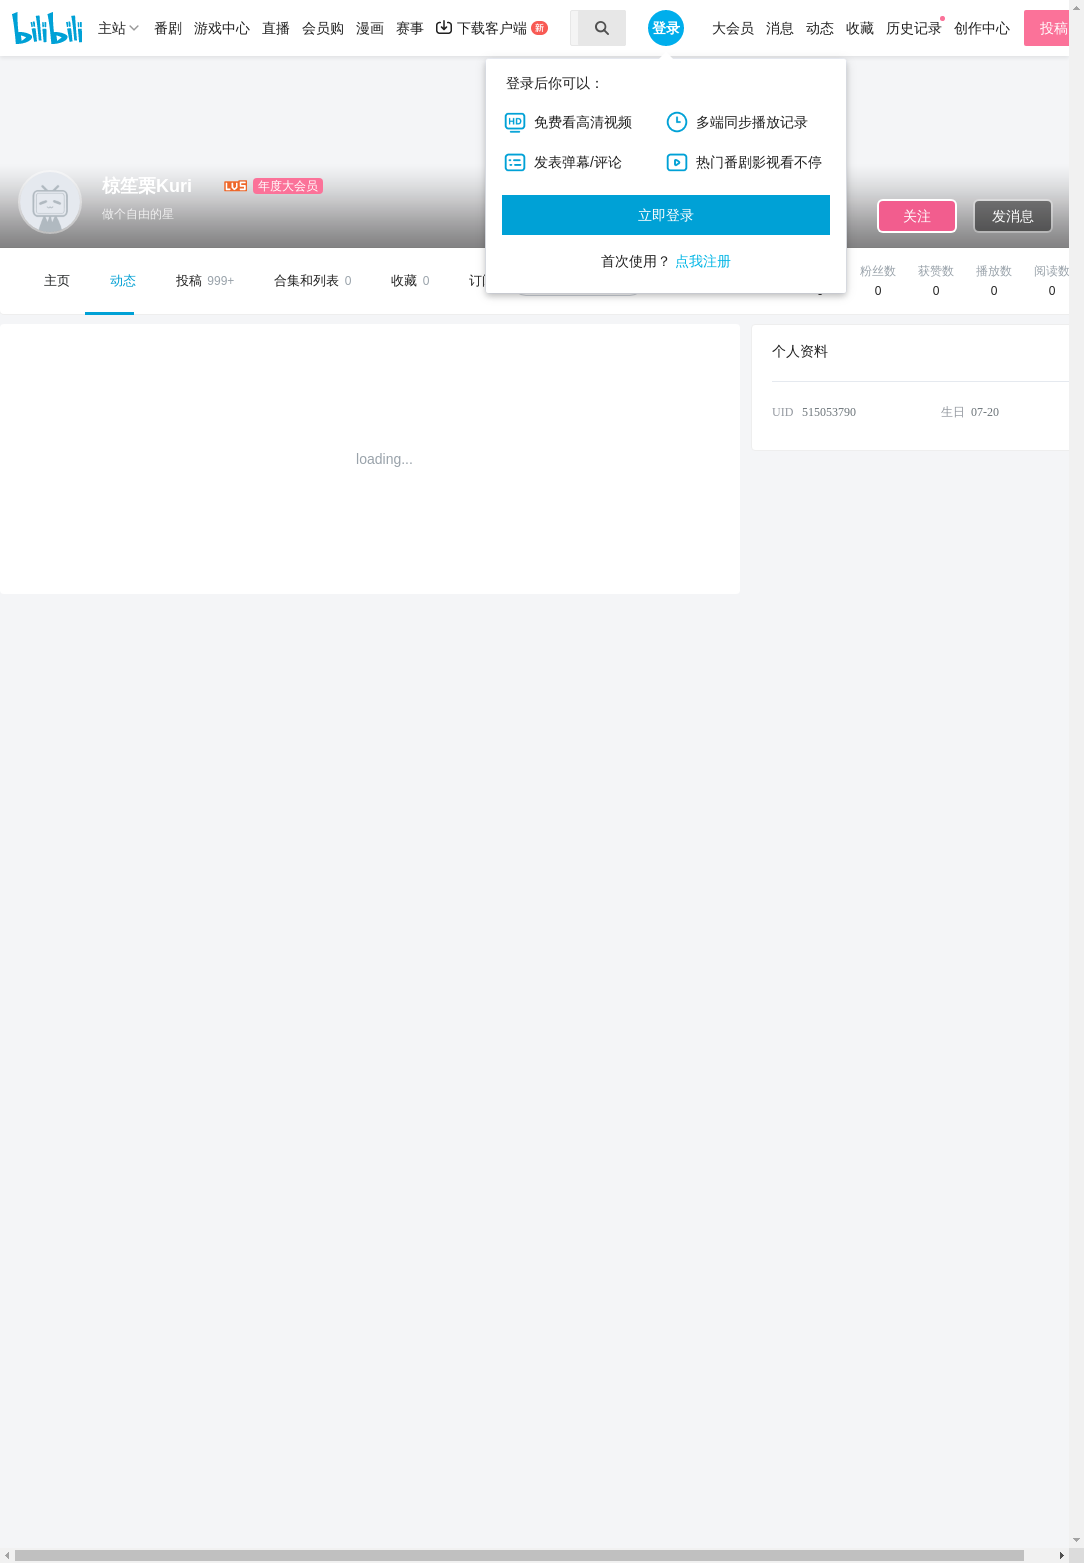 bilibili 主站 番剧 游戏中心 直播 会员购 漫画 赛事 下载客户端 新 登录 大会员 消息 动态 收藏 历史记录 创作中心 投稿
登录后你可以：
HD 免费看高清视频 多端同步播放记录
发表弹幕/评论 热门番剧影视看不停
立即登录
首次使用？ 点我注册
椋笙栗Kuri LV5 年度大会员
做个自由的星
关注 发消息
主页 动态 投稿 999+ 合集和列表 0 收藏 0
粉丝数 获赞数 播放数 阅读数
0 0 0 0
loading...
个人资料
UID 515053790 生日 07-20